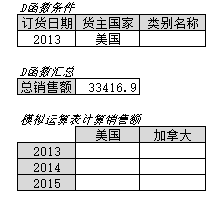 D函数条件
订货日期 货主国家 类别名称
2013 美国
D函数汇总
总销售额 33416.9
模拟运算表计算销售额
美国 加拿大
2013
2014
2015